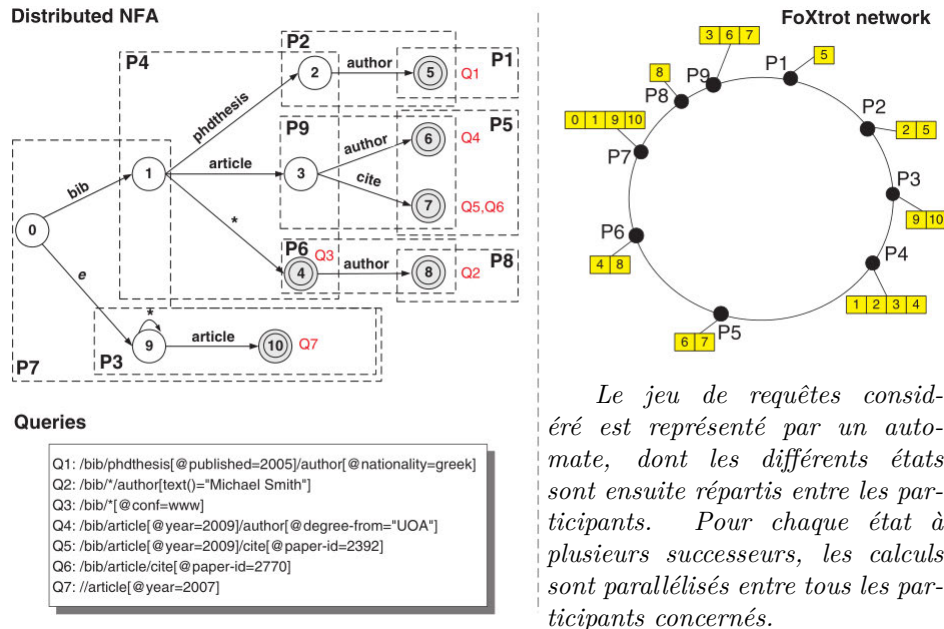 Distributed NFA
P4
P2
2
author
5
Q1
P1
phdthesis
P9
3
author
6
Q4
P5
bib
1
article
cite
7
Q5,Q6
0
*
P6
Q3
4
author
8
Q2
P8
e
*
9
article
10
Q7
P3
P7
Queries
Q1: /bib/phdthesis[@published=2005]/author[@nationality=greek]
Q2: /bib/*/author[text()="Michael Smith"]
Q3: /bib/*[@conf=www]
Q4: /bib/article[@year=2009]/author[@degree-from="UOA"]
Q5: /bib/article[@year=2009]/cite[@paper-id=2392]
Q6: /bib/article/cite[@paper-id=2770]
Q7: //article[@year=2007]
FoXtrot network
3 6 7
5
8
P9
P1
P8
0 1 9 10
P2
2 5
P7
P3
9 10
P6
4 8
P4
1 2 3 4
P5
6 7
Le jeu de requêtes consid-
éré est représenté par un auto-
mate, dont les différents états
sont ensuite répartis entre les par-
ticipants. Pour chaque état à
plusieurs successeurs, les calculs
sont parallélisés entre tous les par-
ticipants concernés.